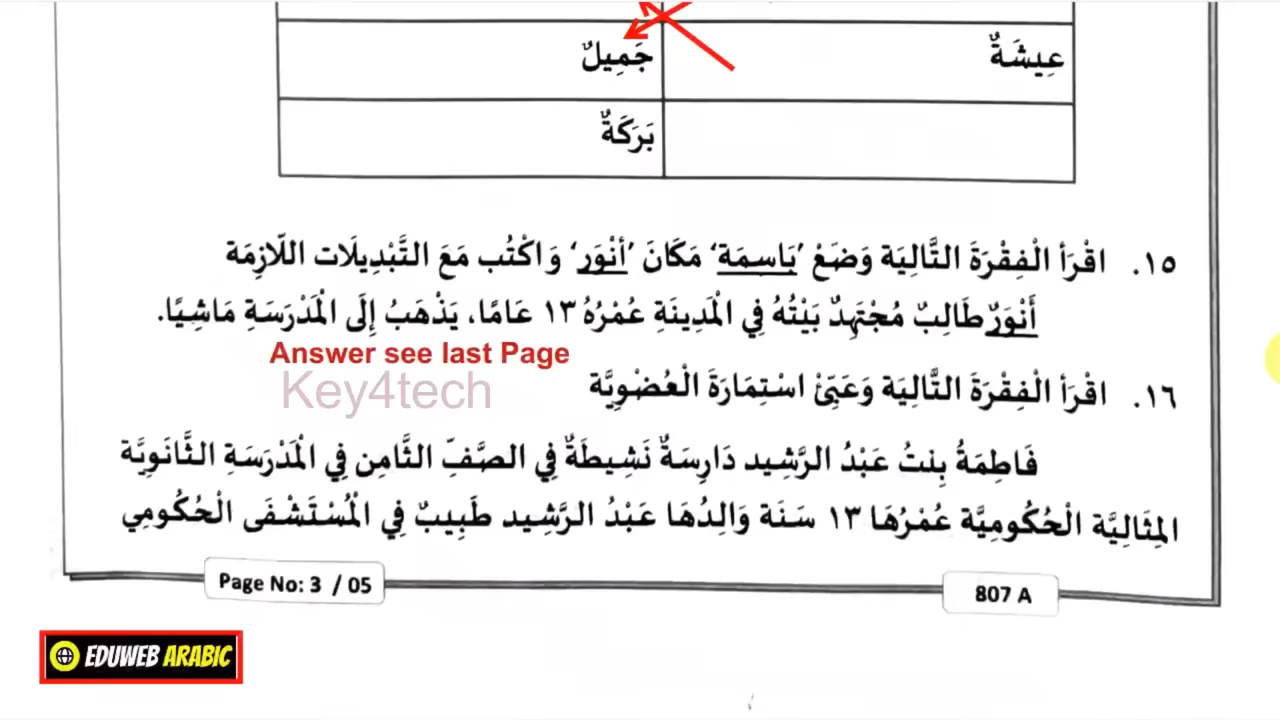 عِيشَةٌ
جَمِيلٌ
بَرَكَةٌ
١٥. اقْرَأ الْفِقْرَةَ التَّالِيَة وَضَعْ ’بَاسِمَة‘ مَكَانَ ’أَنْوَر‘ وَاكْتُب مَعَ التَّبْدِيلَات اللّازِمَة
أَنْوَرٌ طَالِبٌ مُجْتَهِدٌ بَيْتُهُ فِي الْمَدِينَةِ عُمْرُهُ ١٣ عَامًا، يَذْهَبُ إِلَى الْمَدْرَسَةِ مَاشِيًا.
Answer see last Page
Key4tech
١٦. اقْرَأ الْفِقْرَةَ التَّالِيَة وَعَبِّئْ اسْتِمَارَةَ الْعُضْوِيَّة
فَاطِمَةُ بِنتُ عَبْدُ الرَّشِيد دَارِسَةٌ نَشِيطَةٌ فِي الصَّفِّ الثَّامِن فِي الْمَدْرَسَةِ الثَّانَوِيَّة
المِثَالِيَّة الْحُكُومِيَّة عُمْرُهَا ١٣ سَنَة وَالِدُهَا عَبْدُ الرَّشِيد طَبِيبٌ فِي الْمُسْتَشْفَى الْحُكُومِي
Page No: 3 / 05
807 A
EDUWEB ARABIC